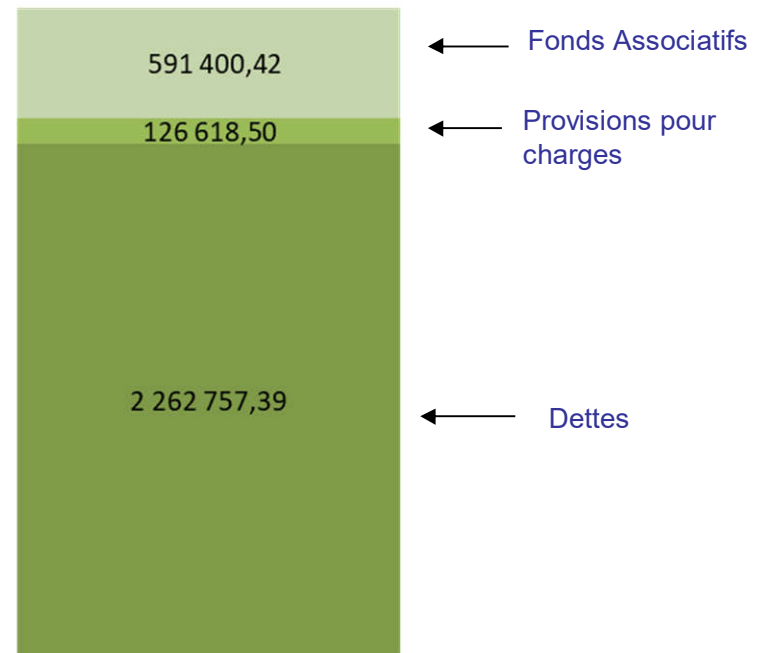 591 400,42
Fonds Associatifs
126 618,50
Provisions pour
charges
2 262 757,39
Dettes